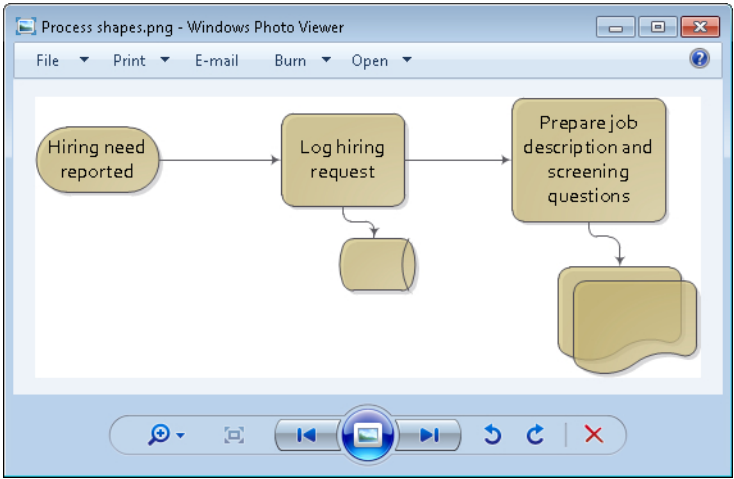 Process shapes.png - Windows Photo Viewer
File Print E-mail Burn Open
Hiring need
reported
Log hiring
request
Prepare job
description and
screening
questions